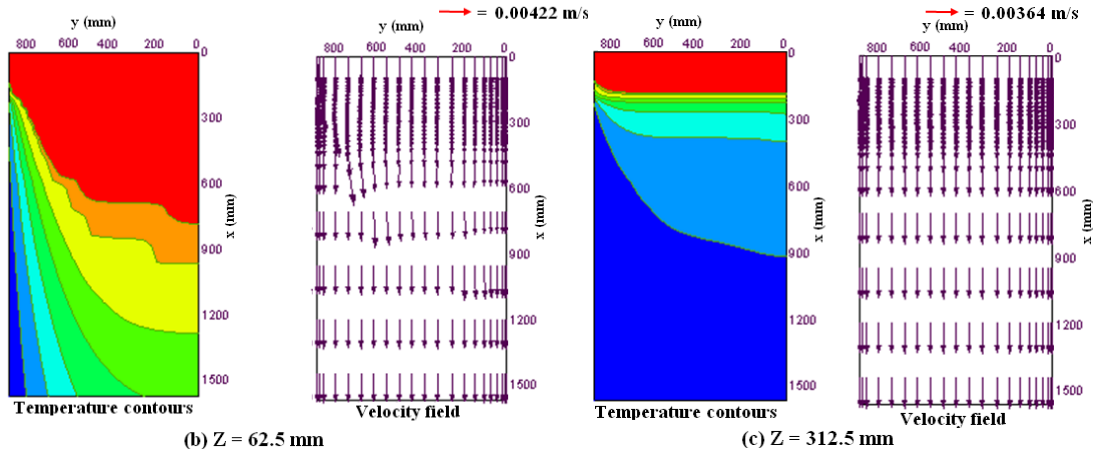 = 0.00422 m/s
= 0.00364 m/s
y (mm)
y (mm)
y (mm)
y (mm)
800 600 400 200 0
800 600 400 200 0
800 600 400 200 0
800 600 400 200 0
0
300
600
900
1200
1500
x (mm)
0
300
600
900
1200
1500
x (mm)
0
300
600
900
1200
1500
x (mm)
0
300
600
900
1200
1500
x (mm)
Temperature contours
Velocity field
Temperature contours
Velocity field
(b) Z = 62.5 mm
(c) Z = 312.5 mm